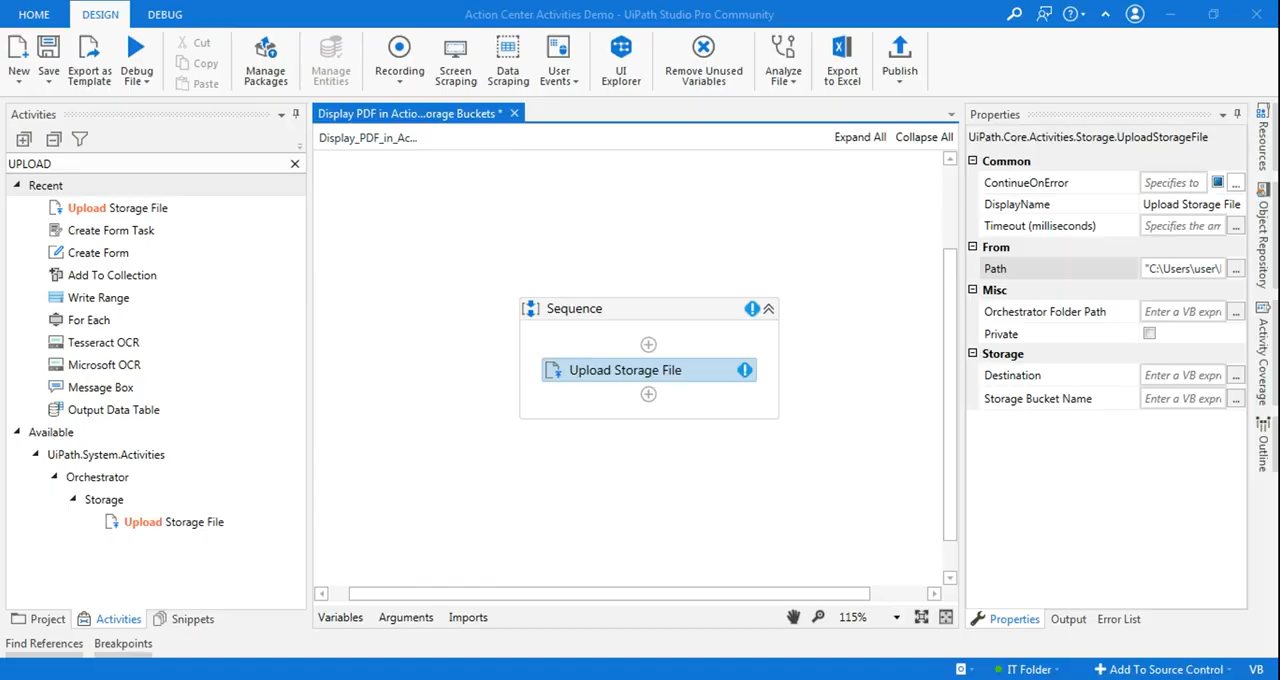 HOME
DESIGN
DEBUG
Action Center Activities Demo - UiPath Studio Pro Community
New
Save
Export as Template
Debug File
Cut
Copy
Paste
Manage Packages
Manage Entities
Recording
Screen Scraping
Data Scraping
User Events
UI Explorer
Remove Unused Variables
Analyze File
Export to Excel
Publish
Activities
UPLOAD
Recent
Upload Storage File
Create Form Task
Create Form
Add To Collection
Write Range
For Each
Tesseract OCR
Microsoft OCR
Message Box
Output Data Table
Available
UiPath.System.Activities
Orchestrator
Storage
Upload Storage File
Project
Activities
Snippets
Find References
Breakpoints
Display PDF in Actio...orage Buckets *
Display_PDF_in_Ac...
Expand All
Collapse All
Sequence
Upload Storage File
Variables
Arguments
Imports
115%
Properties
UiPath.Core.Activities.Storage.UploadStorageFile
Common
ContinueOnError
Specifies to
...
DisplayName
Upload Storage File
Timeout (milliseconds)
Specifies the
...
From
Path
"C:\Users\user\
...
Misc
Orchestrator Folder Path
Enter a VB expr
...
Private
Storage
Destination
Enter a VB expr
...
Storage Bucket Name
Enter a VB expr
...
Properties
Output
Error List
Resources
Object Repository
Activity Coverage
Outline
IT Folder
Add To Source Control
VB